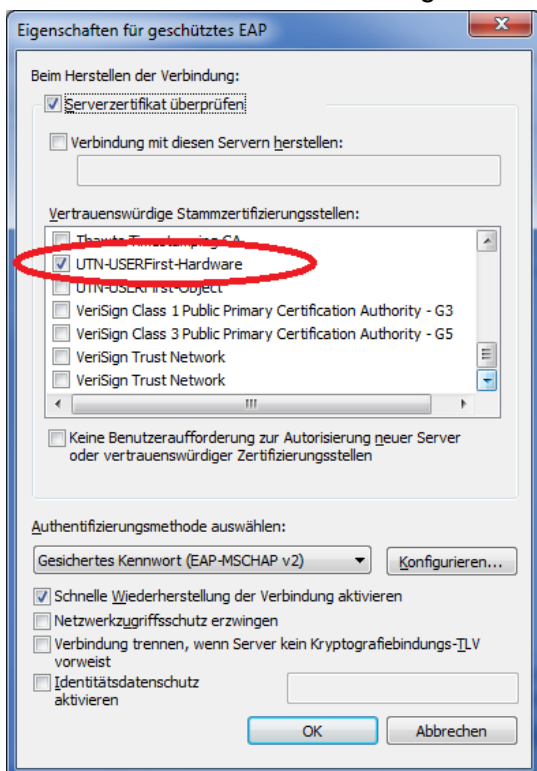 Eigenschaften für geschütztes EAP
Beim Herstellen der Verbindung:
Serverzertifikat überprüfen
Verbindung mit diesen Servern herstellen:
Vertrauenswürdige Stammzertifizierungsstellen:
Thawte Timestamping CA
UTN-USERFirst-Hardware
UTN-USERFirst-Object
VeriSign Class 1 Public Primary Certification Authority - G3
VeriSign Class 3 Public Primary Certification Authority - G5
VeriSign Trust Network
VeriSign Trust Network
Keine Benutzeraufforderung zur Autorisierung neuer Server
oder vertrauenswürdiger Zertifizierungsstellen
Authentifizierungsmethode auswählen:
Gesichertes Kennwort (EAP-MSCHAP v2)
Konfigurieren...
Schnelle Wiederherstellung der Verbindung aktivieren
Netzwerkzugriffsschutz erzwingen
Verbindung trennen, wenn Server kein Kryptografiebindungs-TLV
vorweist
Identitätsdatenschutz
aktivieren
OK
Abbrechen